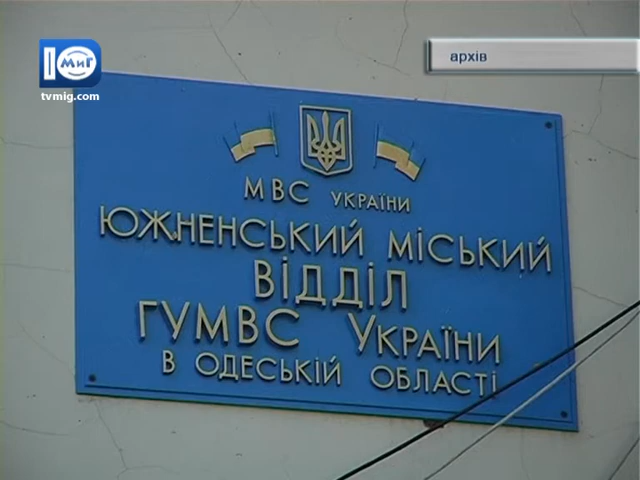 Ю МиГ
tvmig.com
архів
МВС УКРАЇНИ
ЮЖНЕНСЬКИЙ МІСЬКИЙ
ВІДДІЛ
ГУМВС УКРАЇНИ
В ОДЕСЬКІЙ ОБЛАСТІ